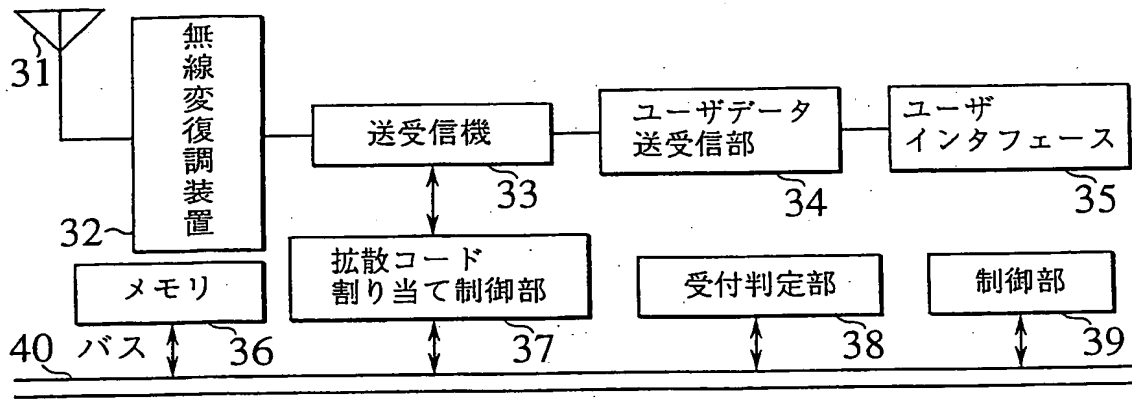 31
無線変復調装置
32
送受信機
33
ユーザデータ
送受信部
34
ユーザ
インタフェース
35
メモリ
36
拡散コード
割り当て制御部
37
受付判定部
38
制御部
39
40 バス